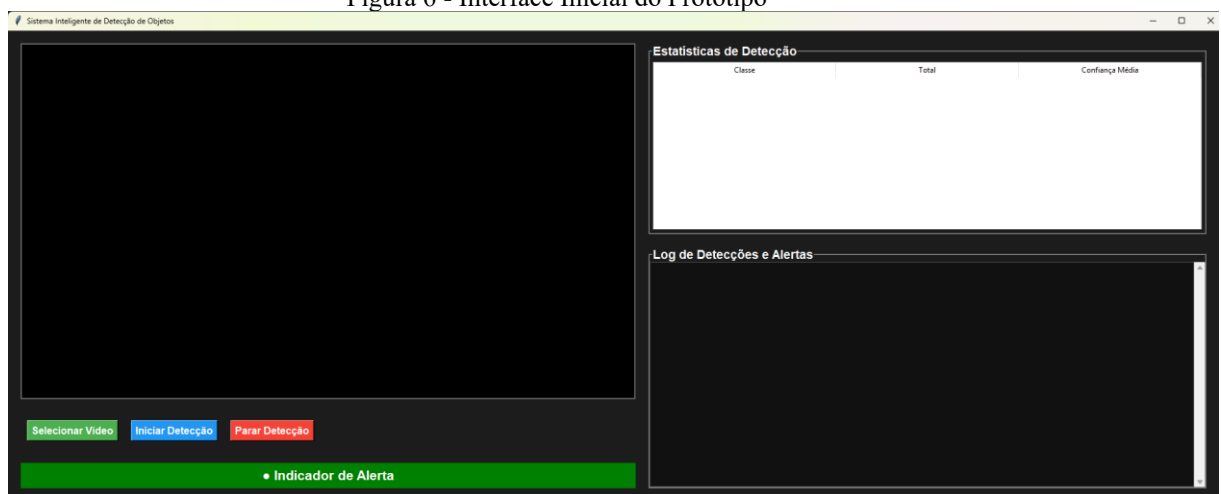 Figura 6 - Interface Inicial do Protótipo
Sistema Inteligente de Detecção de Objetos
Estatísticas de Detecção
Classe Total Confiança Média
Log de Detecções e Alertas
Selecionar Vídeo Iniciar Detecção Parar Detecção
● Indicador de Alerta